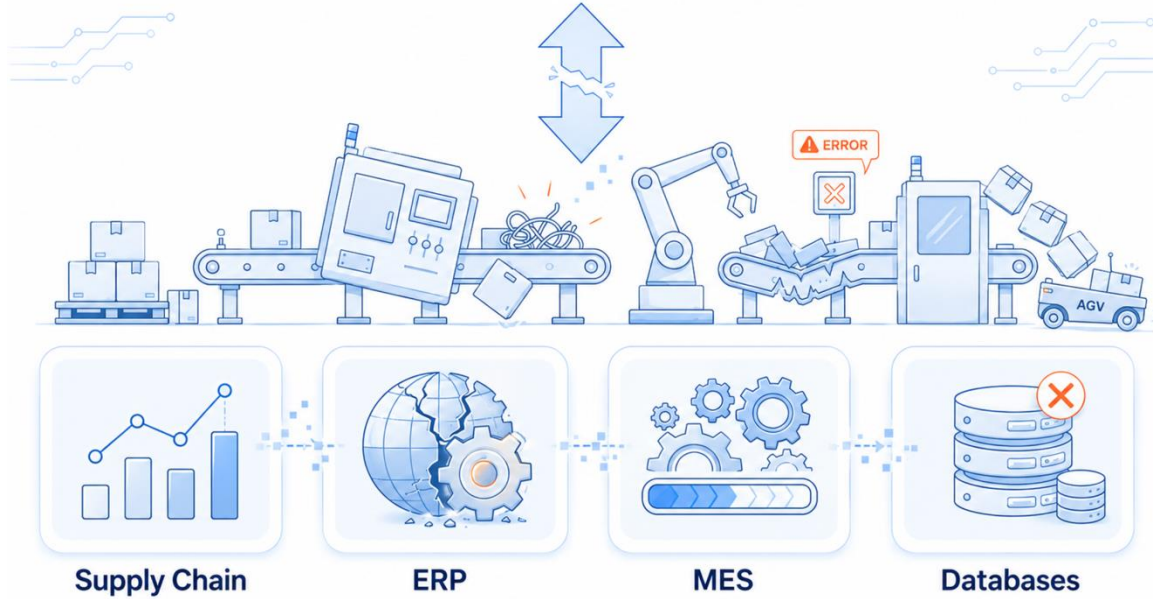 ERROR
AGV
Supply Chain
ERP
MES
Databases